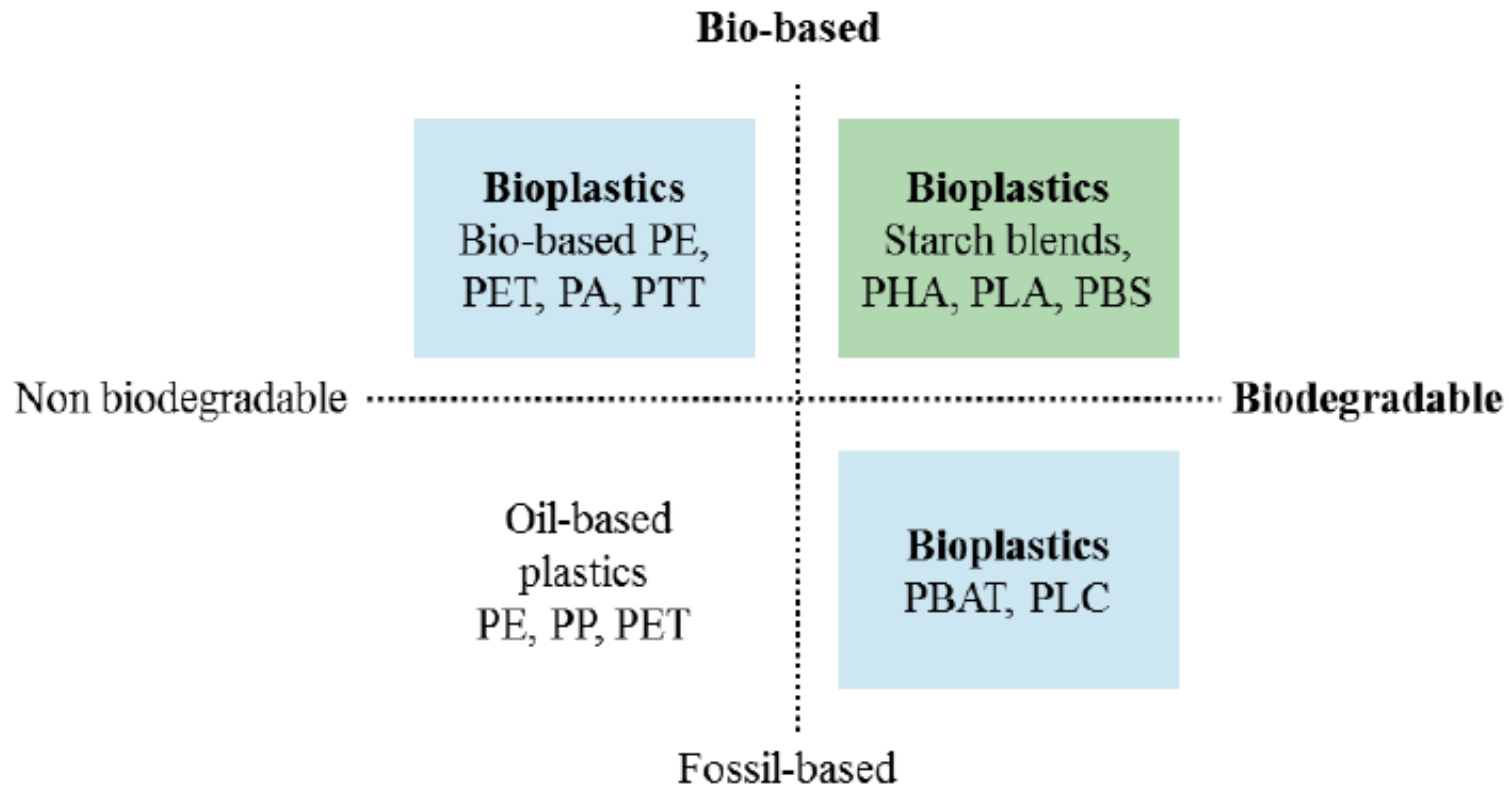 Bio-based
Bioplastics
Bio-based PE,
PET, PA, PTT
Bioplastics
Starch blends,
PHA, PLA, PBS
Non biodegradable
Biodegradable
Oil-based
plastics
PE, PP, PET
Bioplastics
PBAT, PLC
Fossil-based